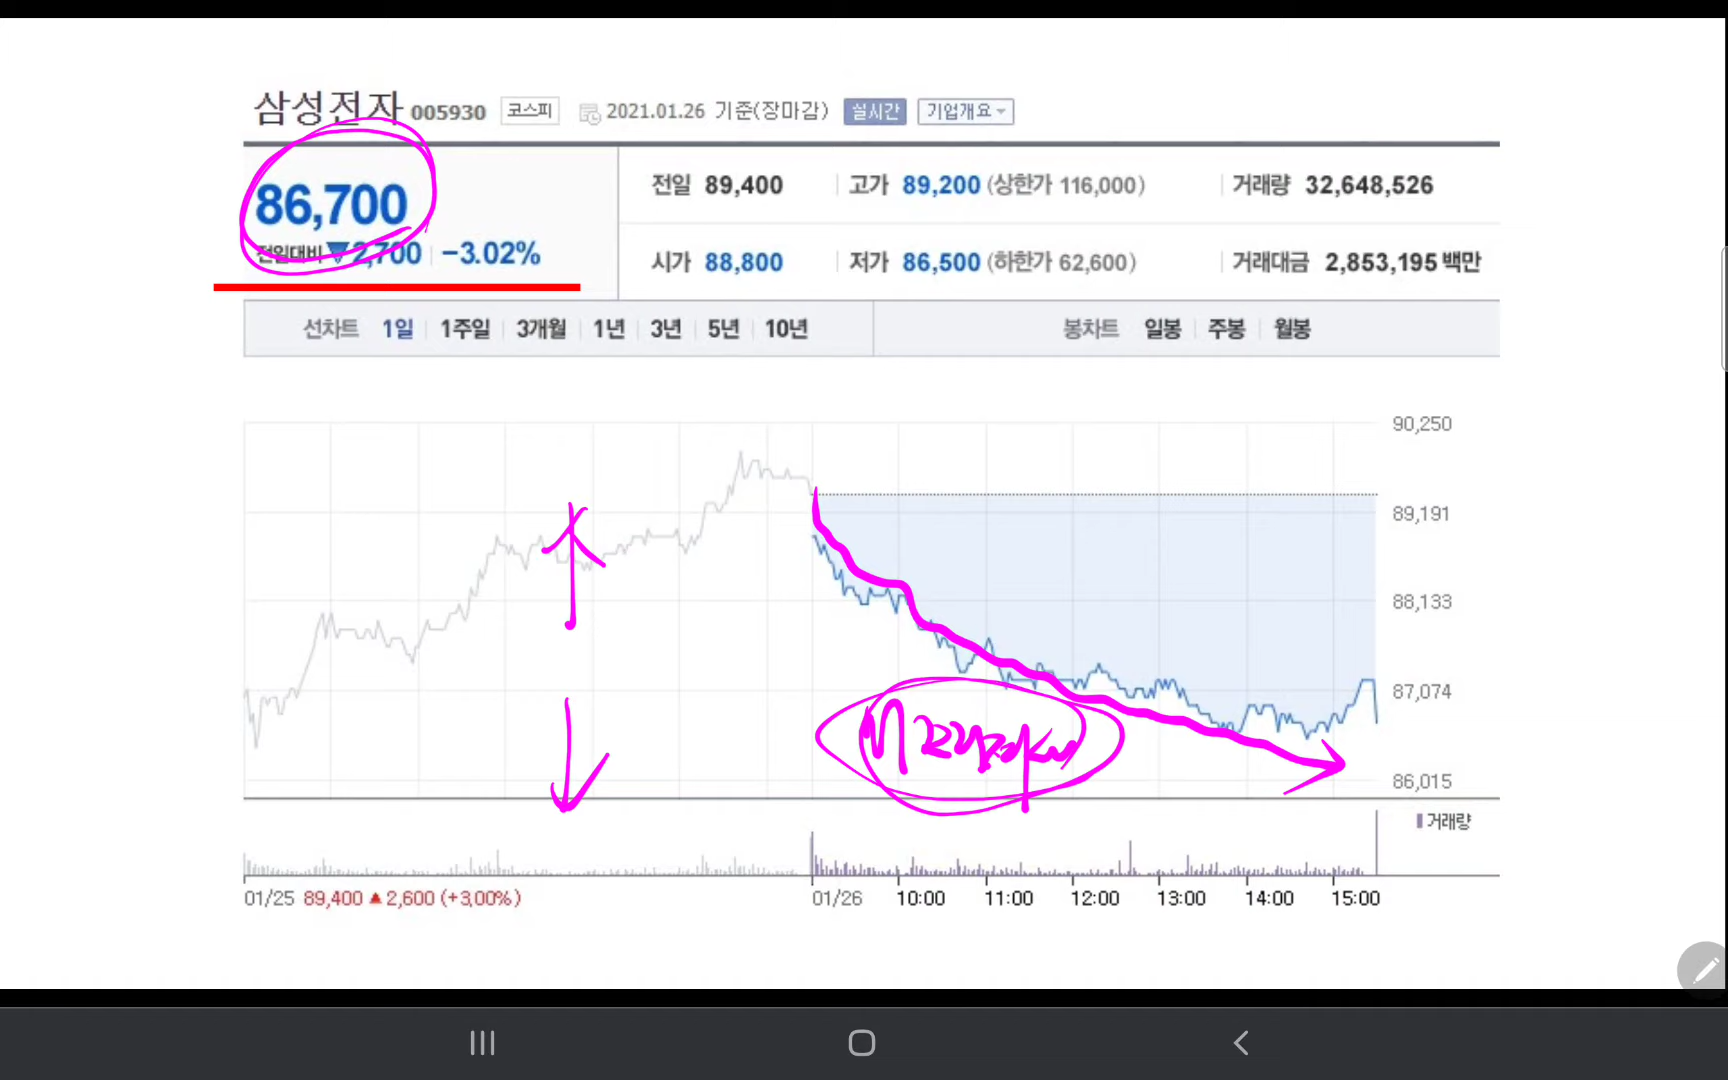 삼성전자 005930 코스피 2021.01.26 기준(장마감) 실시간 기업개요
86,700
전일대비 ▼2,700 -3.02%
전일 89,400 고가 89,200 (상한가 116,000) 거래량 32,648,526
시가 88,800 저가 86,500 (하한가 62,600) 거래대금 2,853,195 백만
선차트 1일 1주일 3개월 1년 3년 5년 10년 봉차트 일봉 주봉 월봉
90,250
89,191
88,133
87,074
86,015
거래량
01/25 89,400 ▲2,600 (+3,00%) 01/26 10:00 11:00 12:00 13:00 14:00 15:00